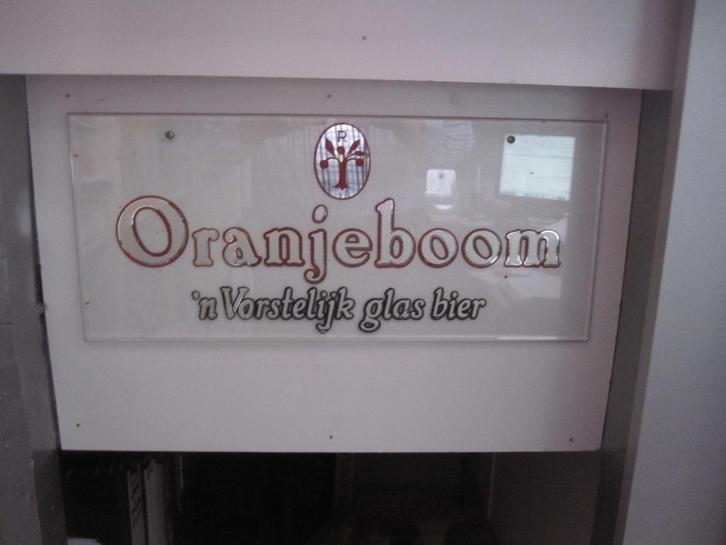 R
Oranjeboom
'n Vorstelijk glas bier